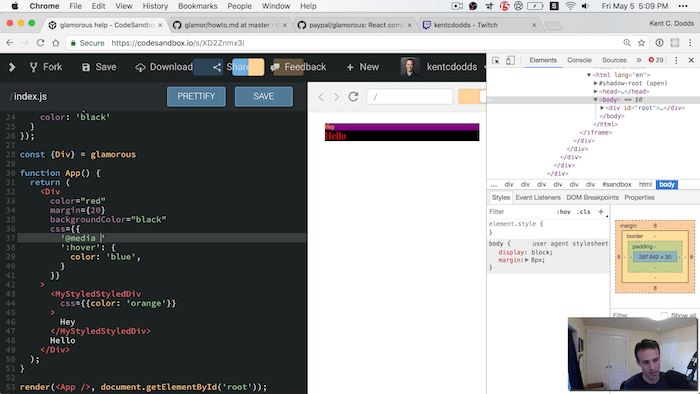 Chrome File Edit View History Bookmarks People Window Help
Fri May 5 5:09 PM
glamorous help - CodeSandbox
glamor/howto.md at master
paypal/glamorous: React com
kentcdodds - Twitch
Kent C. Dodds
Secure https://codesandbox.io/s/XD2Znmx3i
Fork Save Download Share Feedback + New kentcdodds
/index.js PRETTIFY SAVE
/
24 color: 'black'
25 }
26 });
27
28 const {Div} = glamorous
29
30 function App() {
31 return (
32 <Div
33 color="red"
34 margin={20}
35 backgroundColor="black"
36 css={{
37 '@media '
38 ':hover': {
39 color: 'blue',
40 }
41 }}
42 >
43 <MyStyledStyledDiv
44 css={{color: 'orange'}}
45 >
46 Hey
47 </MyStyledStyledDiv>
48 Hello
49 </Div>
50 );
51 }
52
53 render(<App />, document.getElementById('root'));
Hey
Hello
Elements Console
<html lang="en">
#shadow-root (open)
<head>…</head>
<body> == $0
<div id="root">…</div>
</body>
</html>
</iframe>
</div>
</div>
</div>
</div>
... div div div div div #sandbox html body
Styles Event Listeners DOM Breakpoints Properties
Filter :hov .cls +
element.style {
}
body { user agent stylesheet
display: block;
margin: 8px;
}
margin 8
border -
padding -
8 - - 297.642 × 30 - - 8
-
-
8
Filter Show all